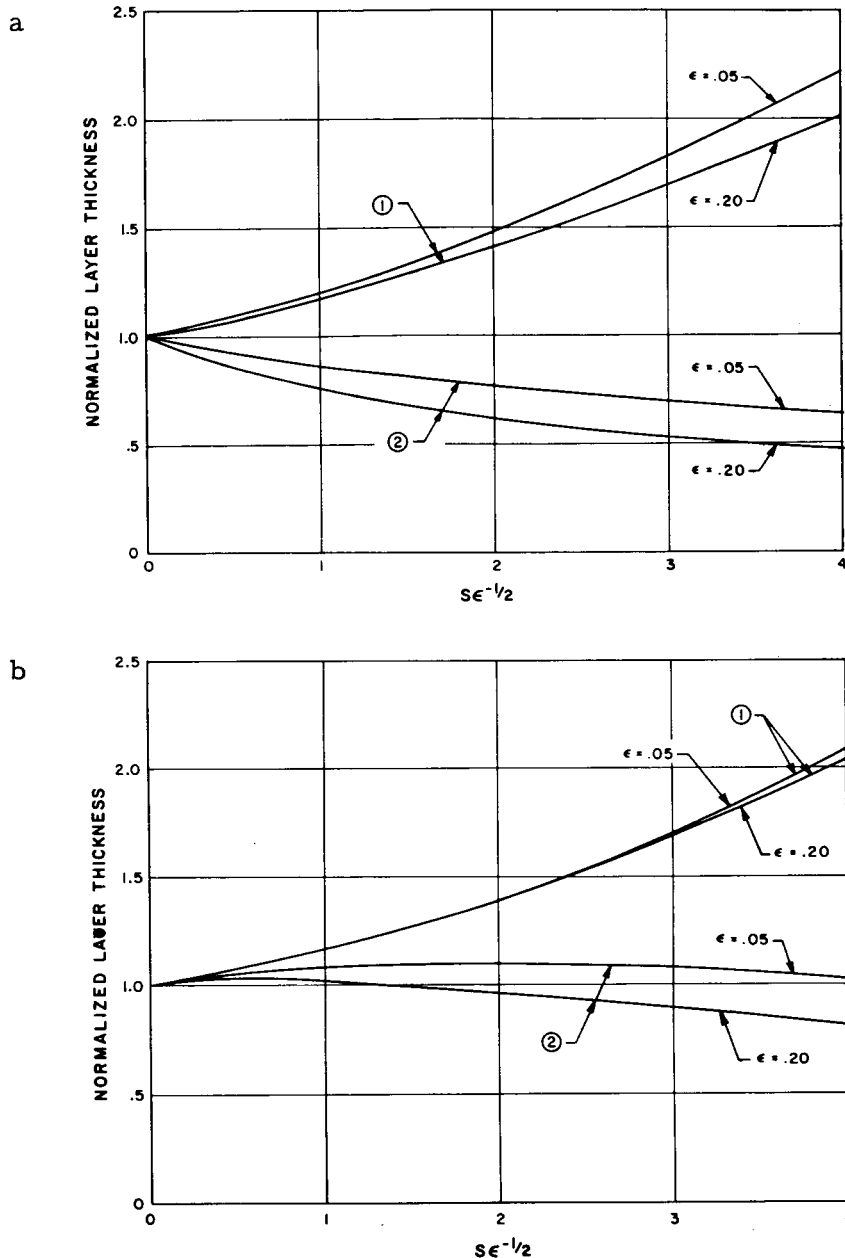 a
2.5
2.0
1.5
1.0
.5
0
NORMALIZED LAYER THICKNESS
ϵ = .05
ϵ = .20
①
ϵ = .05
②
ϵ = .20
0 1 2 3 4
Sϵ⁻¹/²
b
2.5
2.0
1.5
1.0
.5
0
NORMALIZED LAUER THICKNESS
①
ϵ = .05
ϵ = .20
ϵ = .05
②
ϵ = .20
0 1 2 3
Sϵ⁻¹/²